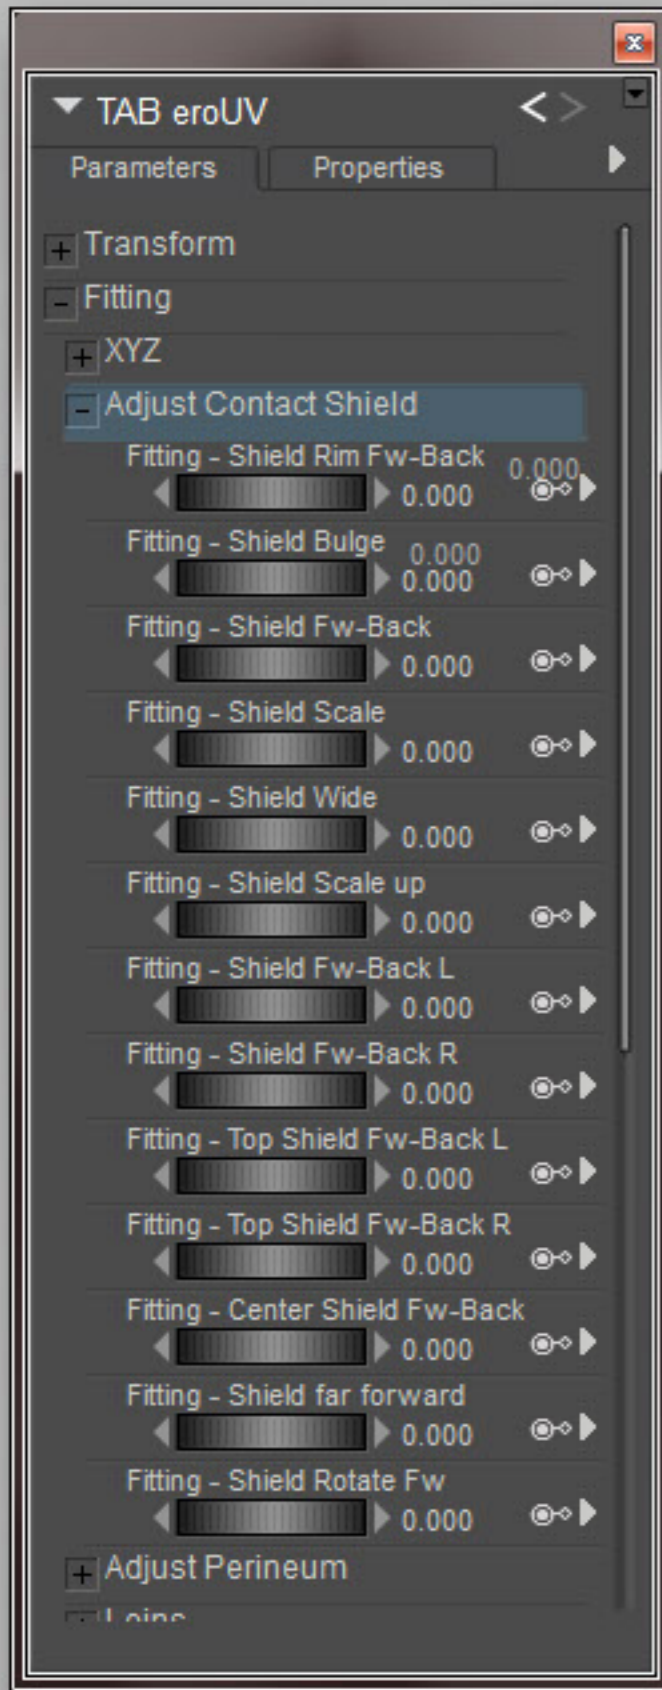 x
TAB eroUV
Parameters Properties
+ Transform
- Fitting
+ XYZ
- Adjust Contact Shield
Fitting - Shield Rim Fw-Back 0.000
0.000
Fitting - Shield Bulge 0.000
0.000
Fitting - Shield Fw-Back
0.000
Fitting - Shield Scale
0.000
Fitting - Shield Wide
0.000
Fitting - Shield Scale up
0.000
Fitting - Shield Fw-Back L
0.000
Fitting - Shield Fw-Back R
0.000
Fitting - Top Shield Fw-Back L
0.000
Fitting - Top Shield Fw-Back R
0.000
Fitting - Center Shield Fw-Back
0.000
Fitting - Shield far forward
0.000
Fitting - Shield Rotate Fw
0.000
+ Adjust Perineum
+ Loins